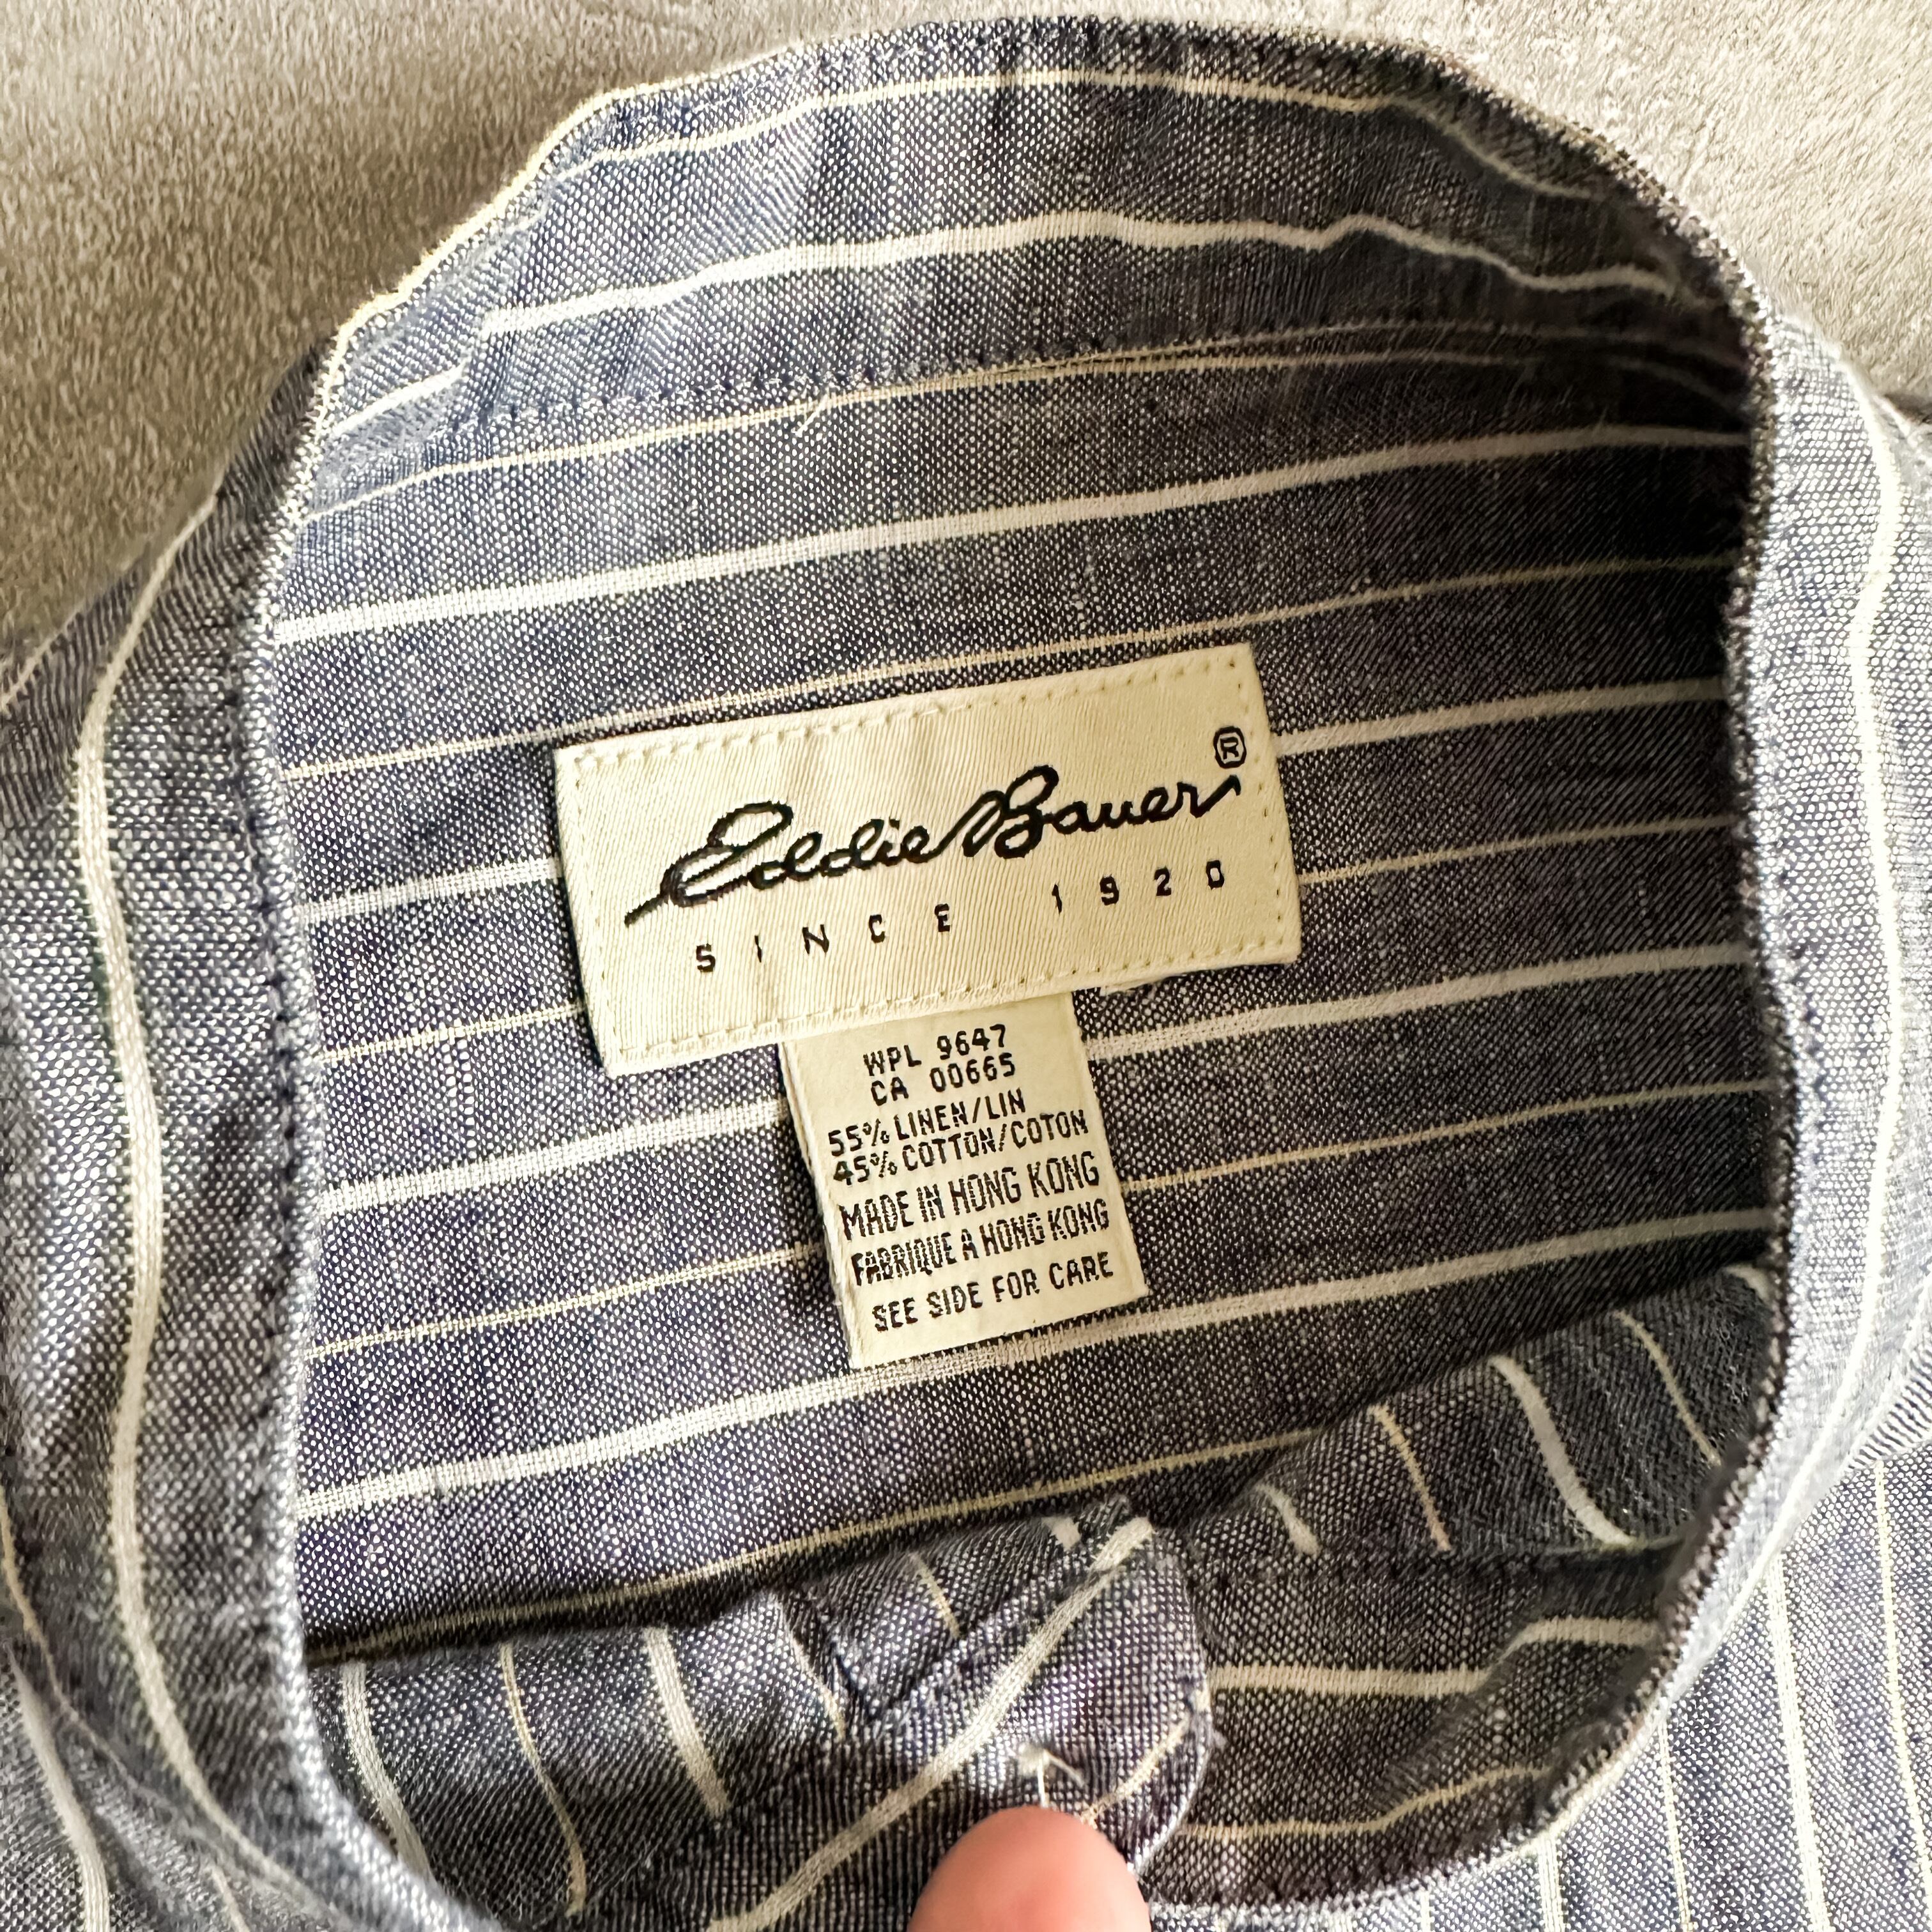 Eddie Bauer®
SINCE 1920
WPL 9647
CA 00665
55% LINEN/LIN
45% COTTON/COTON
MADE IN HONG KONG
FABRIQUE A HONG KONG
SEE SIDE FOR CARE